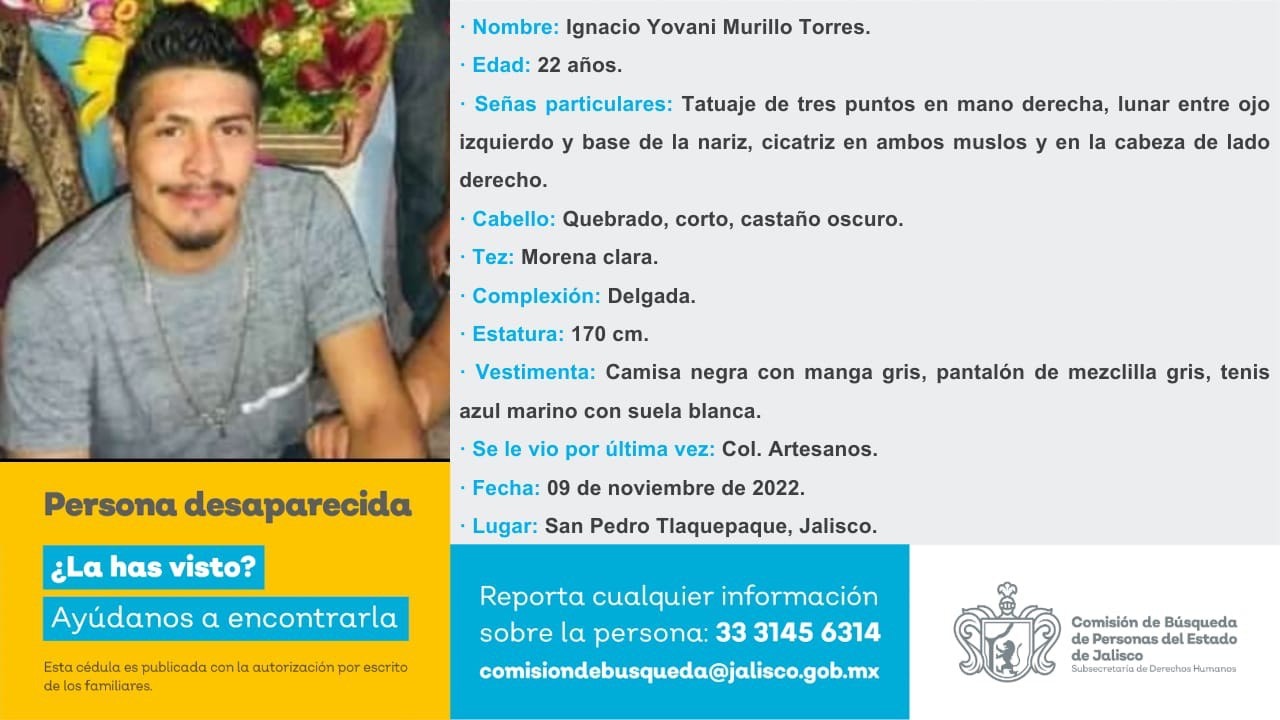 · Nombre: Ignacio Yovani Murillo Torres.
· Edad: 22 años.
· Señas particulares: Tatuaje de tres puntos en mano derecha, lunar entre ojo
izquierdo y base de la nariz, cicatriz en ambos muslos y en la cabeza de lado
derecho.
· Cabello: Quebrado, corto, castaño oscuro.
· Tez: Morena clara.
· Complexión: Delgada.
· Estatura: 170 cm.
· Vestimenta: Camisa negra con manga gris, pantalón de mezclilla gris, tenis
azul marino con suela blanca.
· Se le vio por última vez: Col. Artesanos.
· Fecha: 09 de noviembre de 2022.
· Lugar: San Pedro Tlaquepaque, Jalisco.
Persona desaparecida
¿La has visto?
Ayúdanos a encontrarla
Esta cédula es publicada con la autorización por escrito
de los familiares.
Reporta cualquier información
sobre la persona: 33 3145 6314
comisiondebusqueda@jalisco.gob.mx
Comisión de Búsqueda
de Personas del Estado
de Jalisco
Subsecretaría de Derechos Humanos